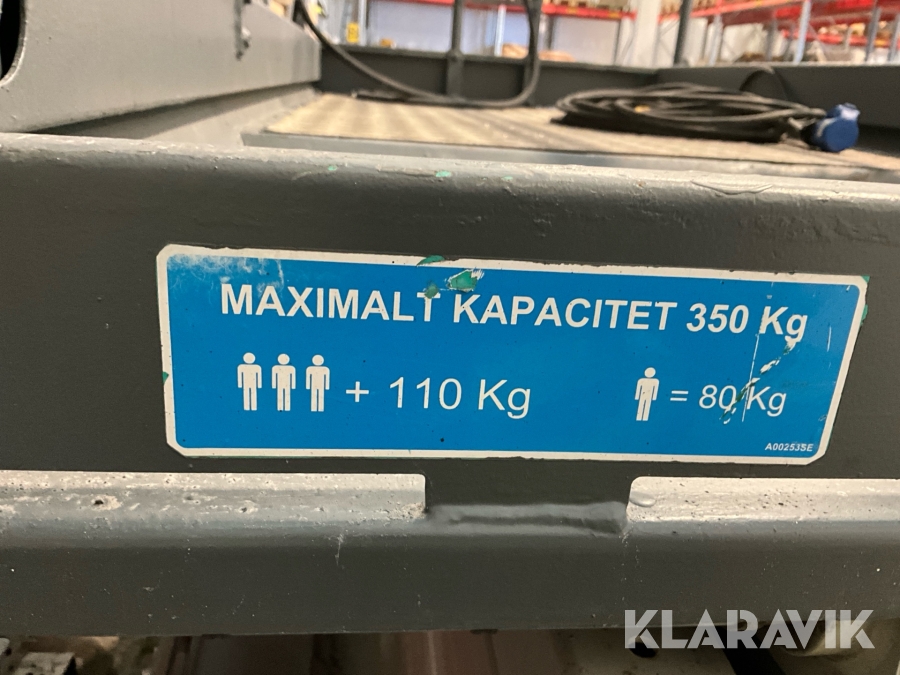 MAXIMALT KAPACITET 350 Kg
+ 110 Kg
= 80 Kg
A00253SE
KLARAVIK